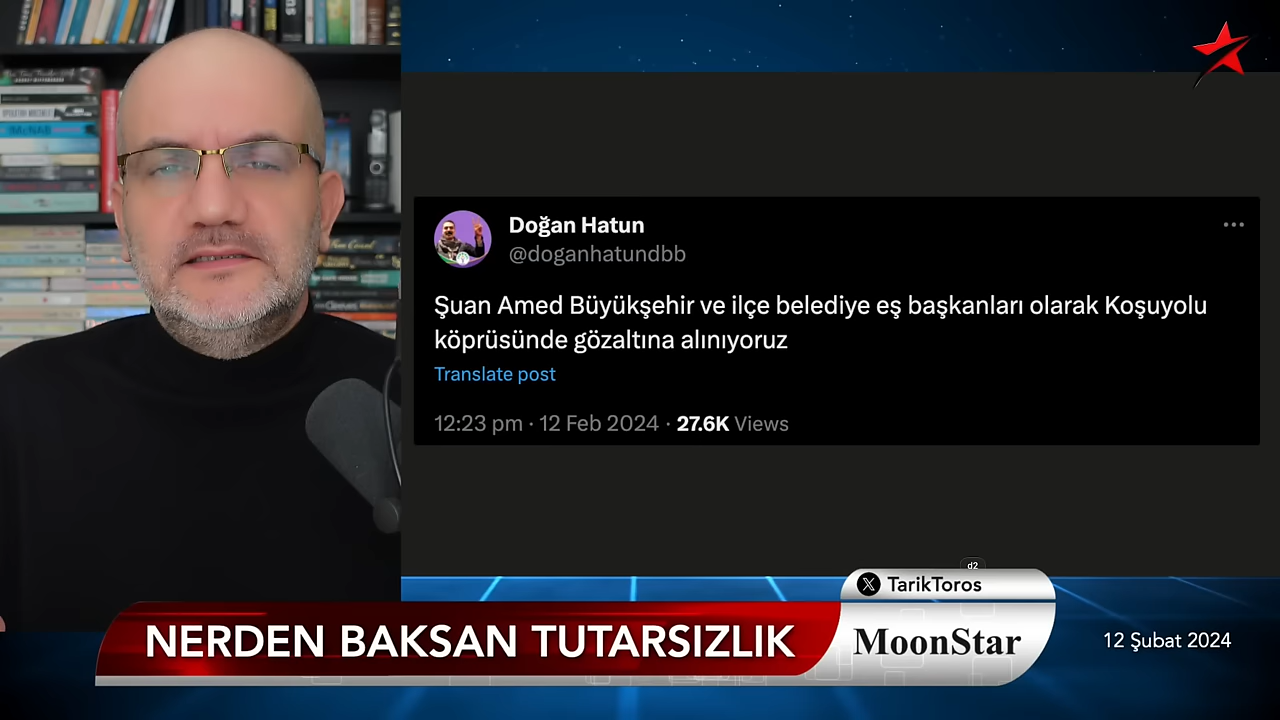 Doğan Hatun
@doganhatundbb
Şuan Amed Büyükşehir ve ilçe belediye eş başkanları olarak Koşuyolu
köprüsünde gözaltına alınıyoruz
Translate post
12:23 pm · 12 Feb 2024 · 27.6K Views
d2
TarikToros
NERDEN BAKSAN TUTARSIZLIK
MoonStar
12 Şubat 2024